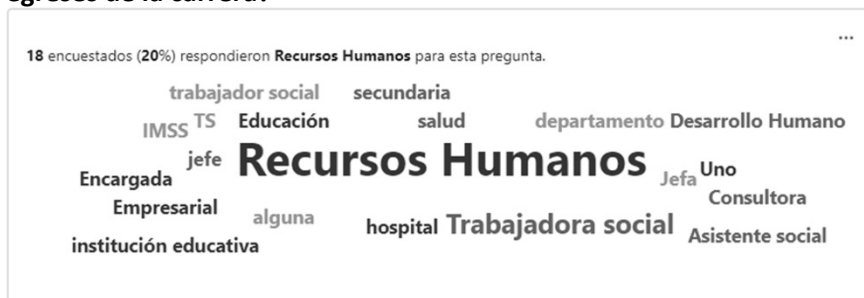 egreses de la carrera?
...
18 encuestados (20%) respondieron Recursos Humanos para esta pregunta.
trabajador social secundaria
IMSS TS Educación salud departamento Desarrollo Humano
jefe Recursos Humanos Jefa Uno
Encargada Consultora
Empresarial alguna hospital Trabajadora social Asistente social
institución educativa